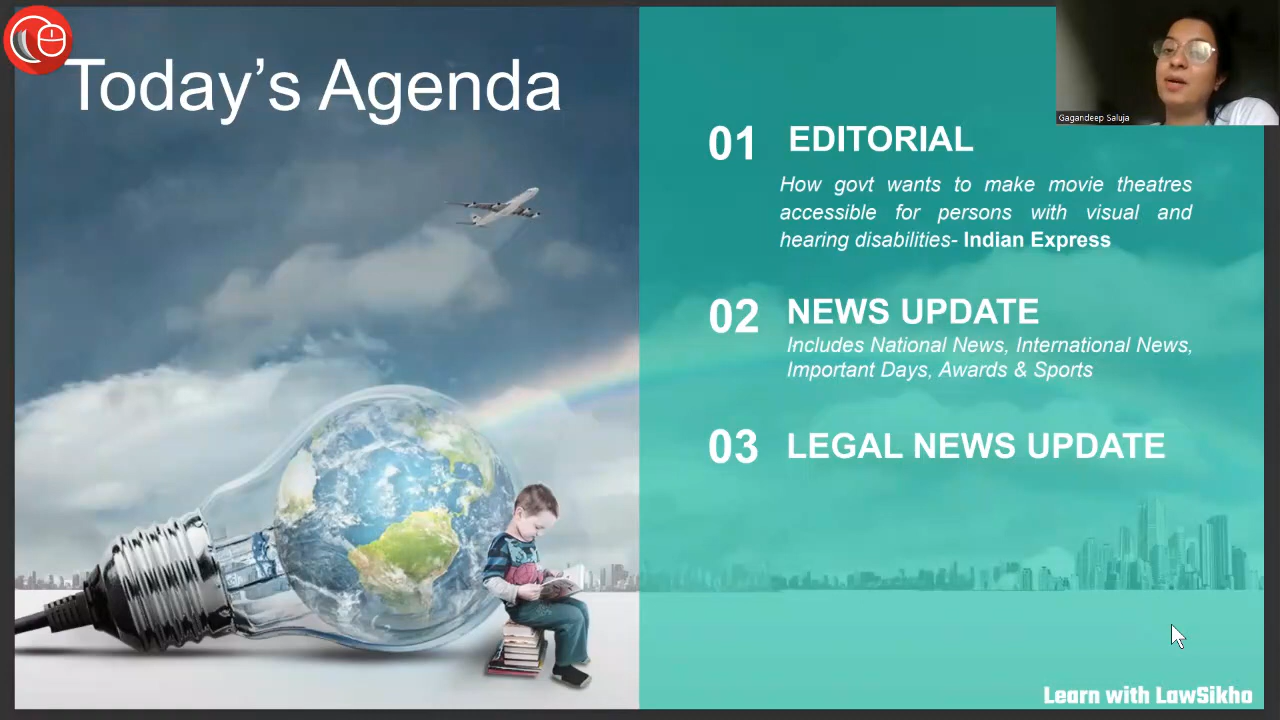 Today’s Agenda
Gagandeep Saluja
01 EDITORIAL
How govt wants to make movie theatres
accessible for persons with visual and
hearing disabilities- Indian Express
02 NEWS UPDATE
Includes National News, International News,
Important Days, Awards & Sports
03 LEGAL NEWS UPDATE
Learn with LawSikho